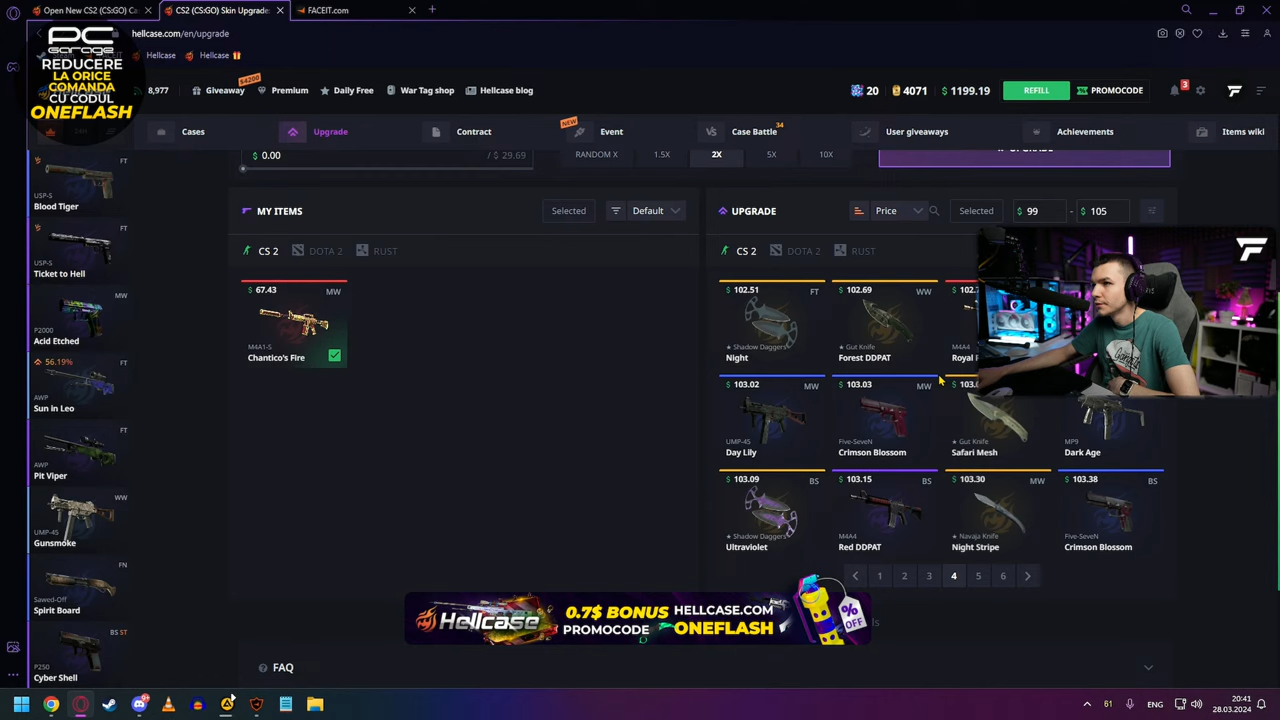 Open New CS2 (CS:GO) Ca
CS2 (CS:GO) Skin Upgrade
FACEIT.com
hellcase.com/en/upgrade
Hellcase
Hellcase
PC
garage
REDUCERE
LA ORICE
COMANDA
CU CODUL
ONEFLASH
8,977
Giveaway
$4200
Premium
Daily Free
War Tag shop
Hellcase blog
20
4071
$ 1199.19
REFILL
PROMOCODE
3
Cases
Upgrade
Contract
NEW
Event
Case Battle
34
User giveaways
Achievements
Items wiki
$ 0.00
/ $ 29.69
RANDOM X
1.5X
2X
5X
10X
UPGRADE
MY ITEMS
Selected
Default
UPGRADE
Price
Selected
$ 99
-
$ 105
CS 2
DOTA 2
RUST
CS 2
DOTA 2
RUST
FT
USP-S
Blood Tiger
FT
USP-S
Ticket to Hell
MW
P2000
Acid Etched
56.19%
FT
AWP
Sun in Leo
FT
AWP
Pit Viper
WW
UMP-45
Gunsmoke
FN
Sawed-Off
Spirit Board
BS ST
P250
Cyber Shell
$ 67.43
MW
M4A1-S
Chantico's Fire
$ 102.51
FT
★ Shadow Daggers
Night
$ 102.69
WW
★ Gut Knife
Forest DDPAT
M4A4
$ 103.02
MW
UMP-45
Day Lily
$ 103.03
MW
Five-SeveN
Crimson Blossom
★ Gut Knife
Safari Mesh
MP9
Dark Age
$ 103.09
BS
★ Shadow Daggers
Ultraviolet
$ 103.15
BS
M4A4
Red DDPAT
$ 103.30
MW
★ Navaja Knife
Night Stripe
$ 103.38
BS
Five-SeveN
Crimson Blossom
1
2
3
4
5
6
Hellcase
0.7$ BONUS
PROMOCODE
HELLCASE.COM
ONEFLASH
%
OFF
FAQ
61
ENG
20:41
28.03.2024